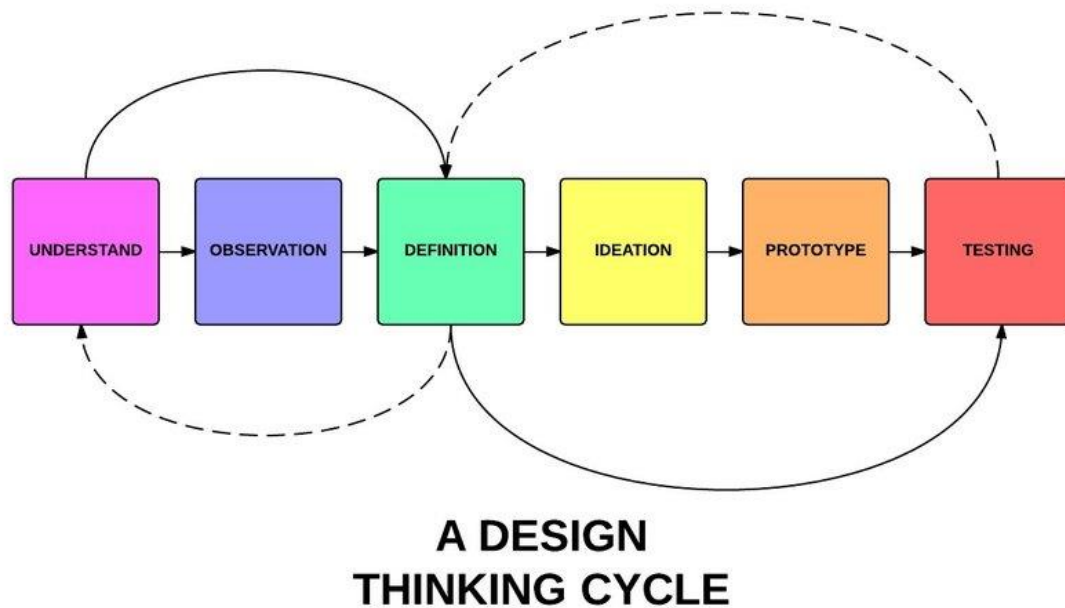 UNDERSTAND
OBSERVATION
DEFINITION
IDEATION
PROTOTYPE
TESTING
A DESIGN
THINKING CYCLE